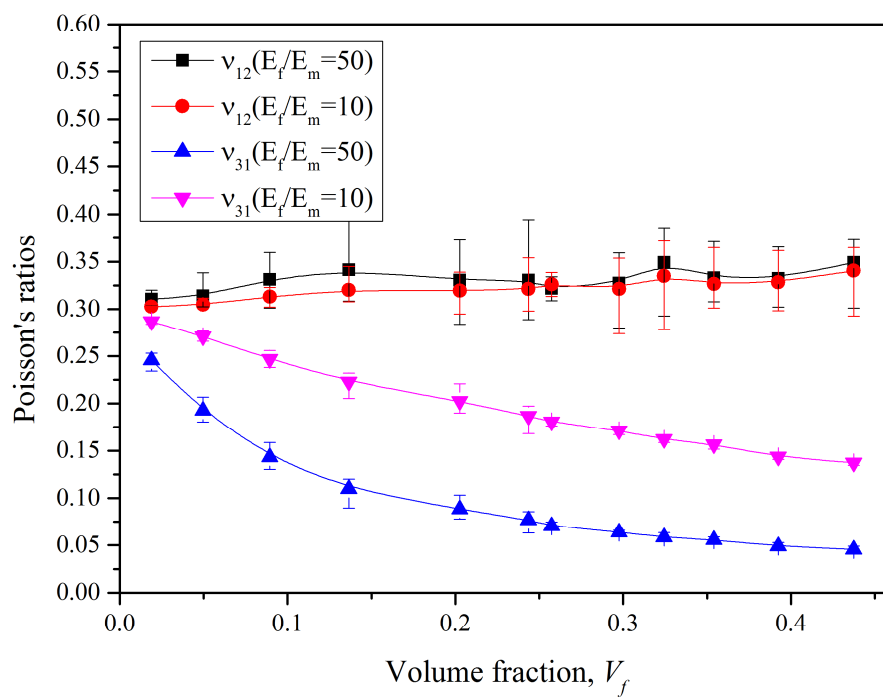 0.60
0.55
0.50
0.45
0.40
0.35
0.30
0.25
0.20
0.15
0.10
0.05
0.00
Poisson's ratios
ν12(Ef/Em=50)
ν12(Ef/Em=10)
ν31(Ef/Em=50)
ν31(Ef/Em=10)
0.0 0.1 0.2 0.3 0.4
Volume fraction, Vf